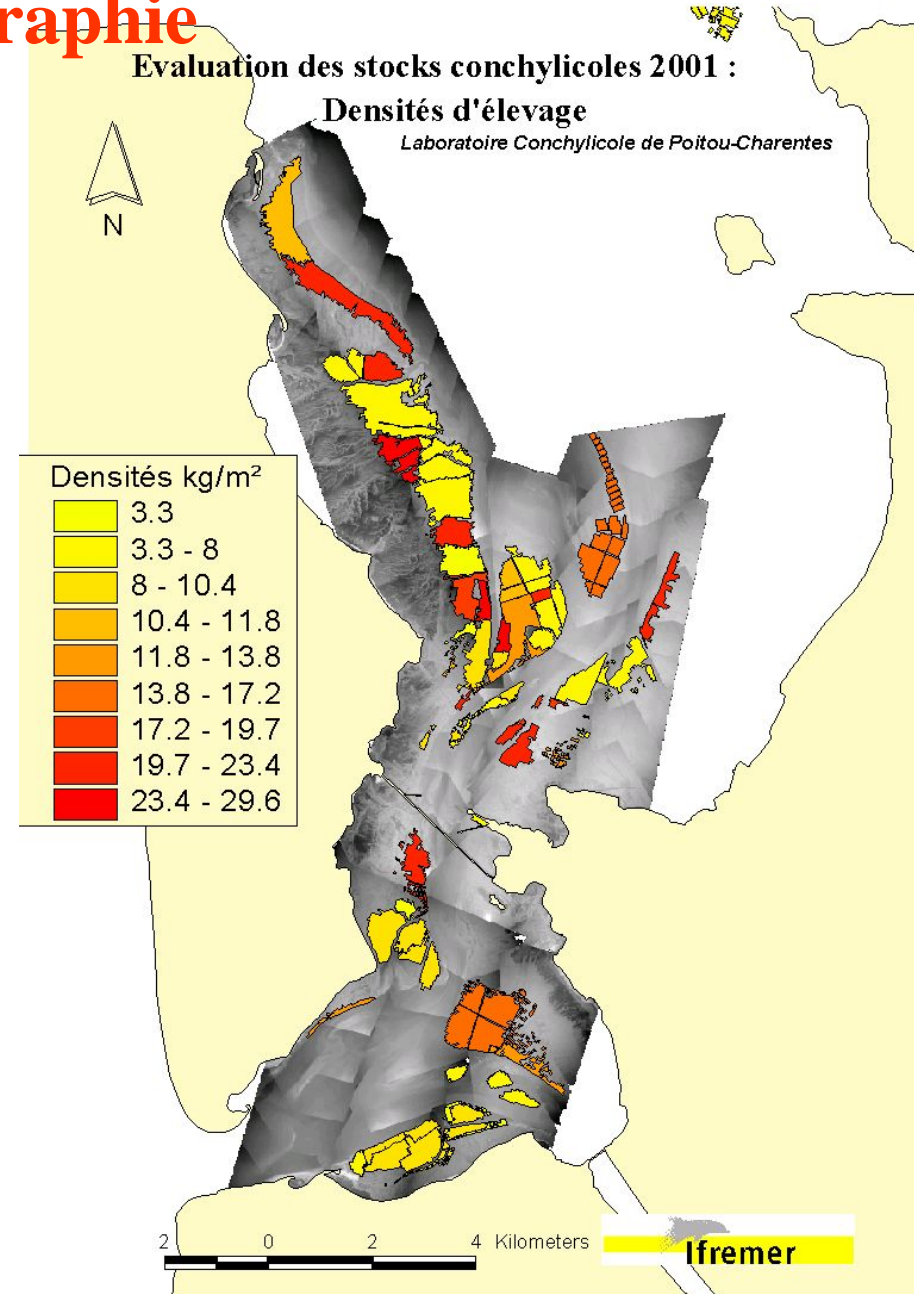 raphie
Evaluation des stocks conchylicoles 2001 :
Densités d'élevage
Laboratoire Conchylicole de Poitou-Charentes
N
Densités kg/m²
3.3
3.3 - 8
8 - 10.4
10.4 - 11.8
11.8 - 13.8
13.8 - 17.2
17.2 - 19.7
19.7 - 23.4
23.4 - 29.6
2 0 2 4 Kilometers
Ifremer